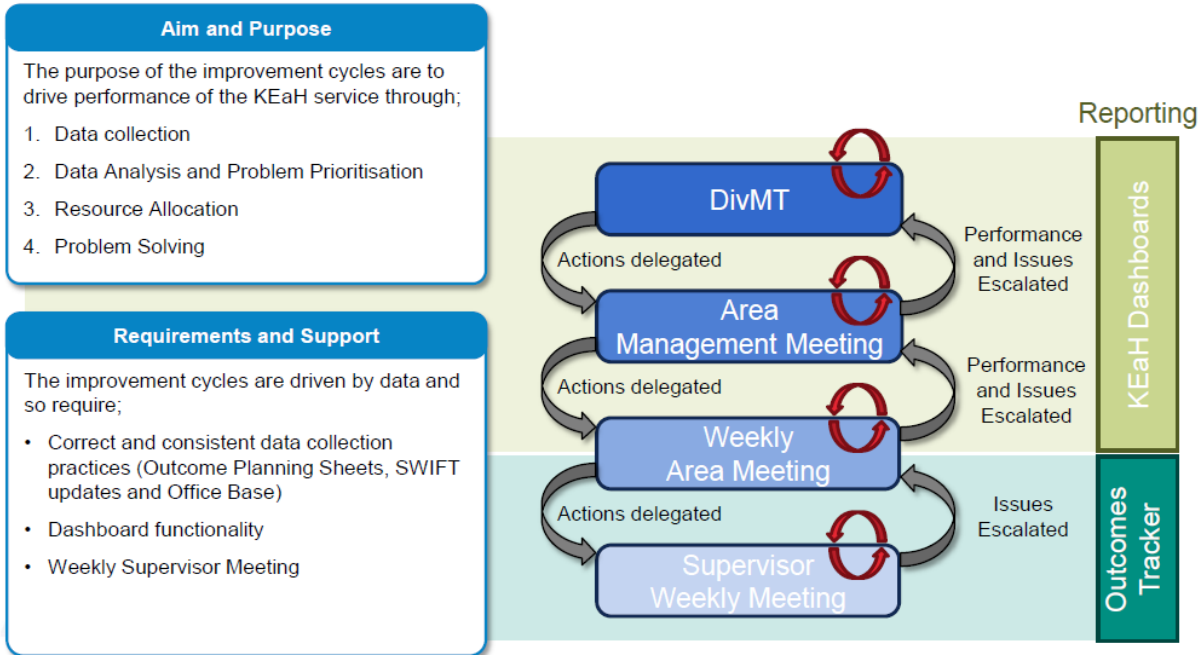 Aim and Purpose
The purpose of the improvement cycles are to
drive performance of the KEaH service through;
1. Data collection
2. Data Analysis and Problem Prioritisation
3. Resource Allocation
4. Problem Solving
Requirements and Support
The improvement cycles are driven by data and
so require;
• Correct and consistent data collection
practices (Outcome Planning Sheets, SWIFT
updates and Office Base)
• Dashboard functionality
• Weekly Supervisor Meeting
DivMT
Actions delegated
Performance
and Issues
Escalated
Area
Management Meeting
Actions delegated
Performance
and Issues
Escalated
Weekly
Area Meeting
Actions delegated
Issues
Escalated
Supervisor
Weekly Meeting
Reporting
KEaH Dashboards
Outcomes
Tracker